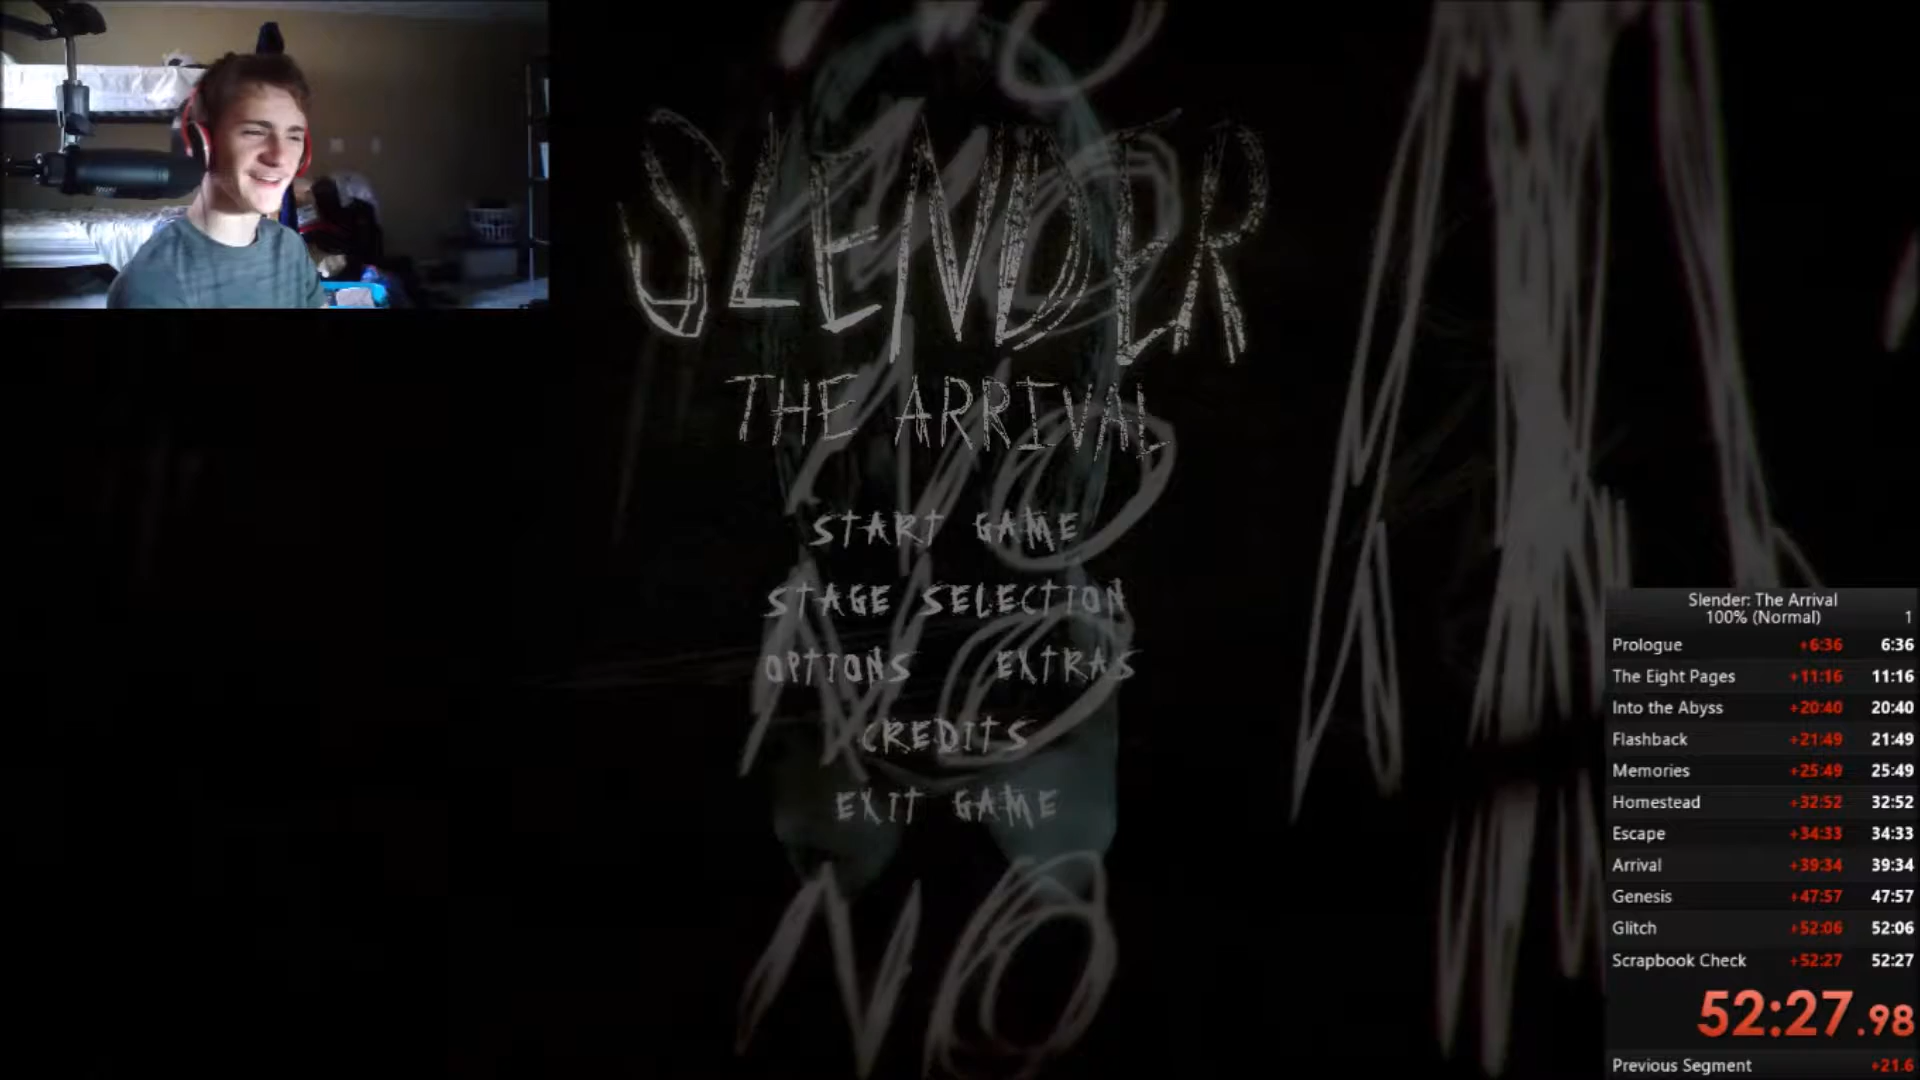 NO
SLENDER
THE ARRIVAL
NO
START GAME
STAGE SELECTION
OPTIONS EXTRAS
NO
CREDITS
EXIT GAME
NO
Slender: The Arrival
100% (Normal) 1
Prologue +6:36 6:36
The Eight Pages +11:16 11:16
Into the Abyss +20:40 20:40
Flashback +21:49 21:49
Memories +25:49 25:49
Homestead +32:52 32:52
Escape +34:33 34:33
Arrival +39:34 39:34
Genesis +47:57 47:57
Glitch +52:06 52:06
Scrapbook Check +52:27 52:27
52:27.98
Previous Segment +21.6